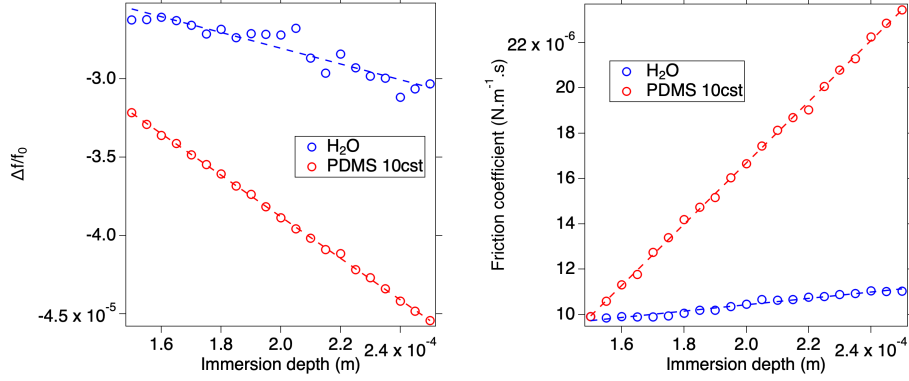 -3.0
-3.5
-4.0
-4.5 x 10⁻⁵
Δf/f₀
H₂O
PDMS 10cst
1.6
1.8
2.0
2.2
2.4 x 10⁻⁴
Immersion depth (m)
22 x 10⁻⁶
20
18
16
14
12
10
Friction coefficient (N.m⁻¹.s)
H₂O
PDMS 10cst
1.6
1.8
2.0
2.2
2.4 x 10⁻⁴
Immersion depth (m)